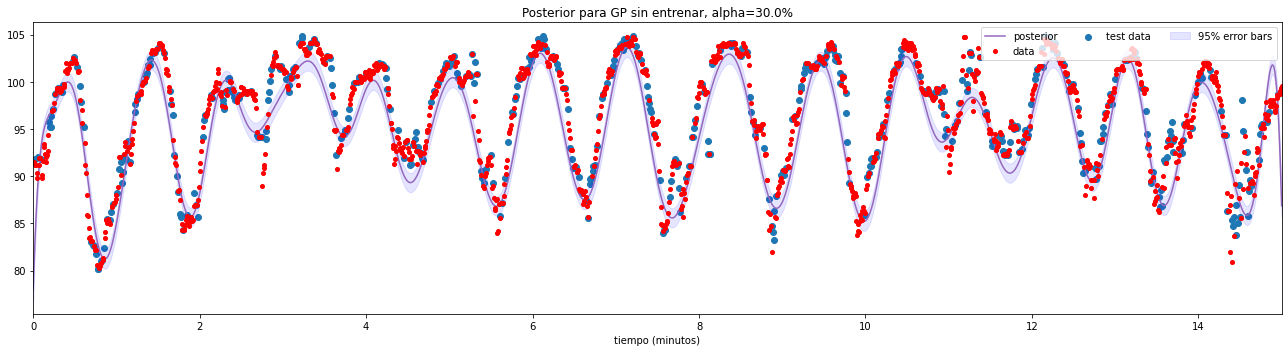 Posterior para GP sin entrenar, alpha=30.0%
105
100
95
90
85
80
posterior
data
test data
95% error bars
0
2
4
6
8
10
12
14
tiempo (minutos)